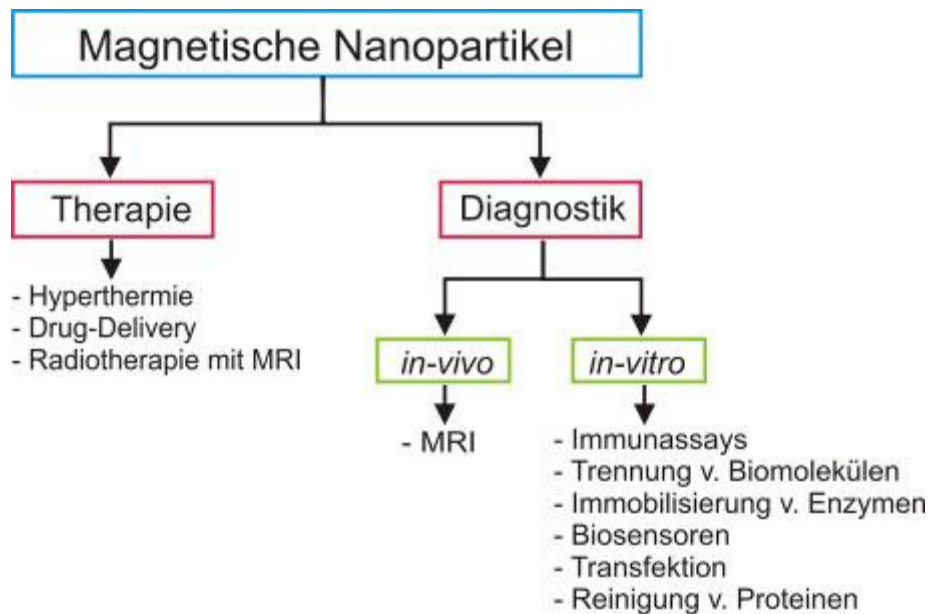 Magnetische Nanopartikel
Therapie
Diagnostik
- Hyperthermie
- Drug-Delivery
- Radiotherapie mit MRI
in-vivo
in-vitro
- MRI
- Immunassays
- Trennung v. Biomolekülen
- Immobilisierung v. Enzymen
- Biosensoren
- Transfektion
- Reinigung v. Proteinen